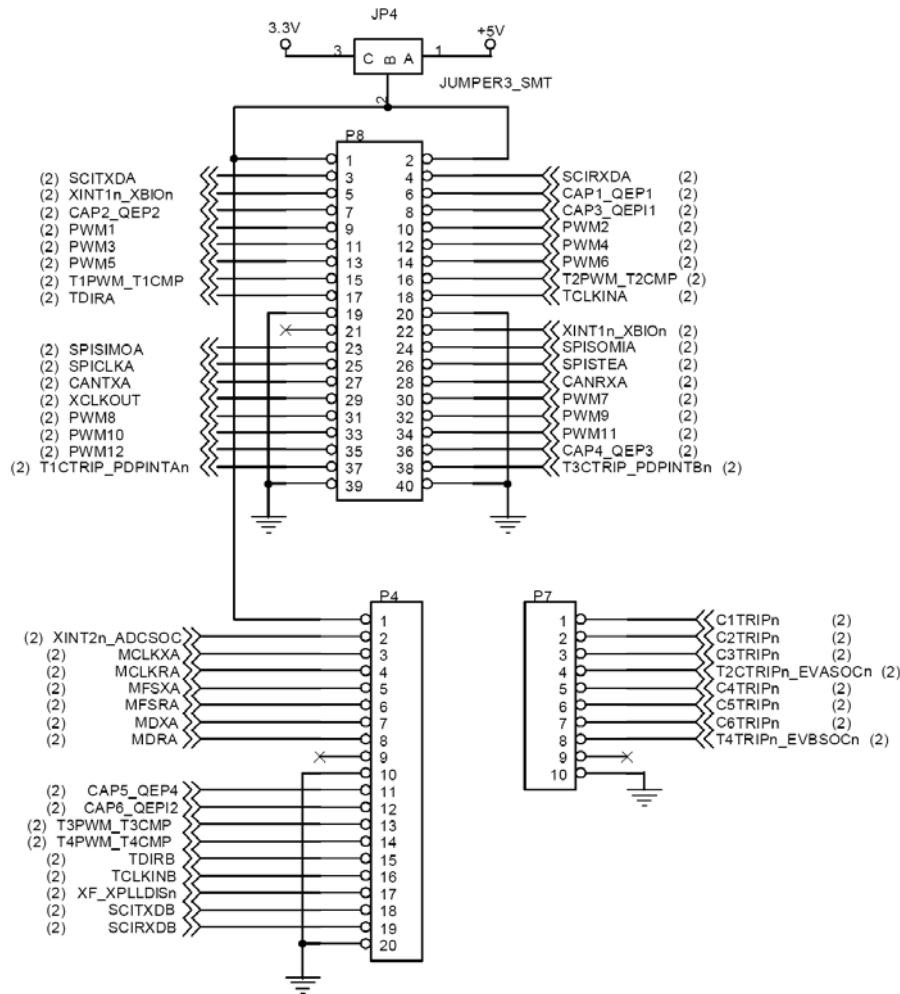 JP4
3.3V +5V
3 C B A 1
JUMPER3_SMT
2
P8
1 2
(2) SCITXDA 3 4 SCIRXDA (2)
(2) XINT1n_XBIOn 5 6 CAP1_QEP1 (2)
(2) CAP2_QEP2 7 8 CAP3_QEPI1 (2)
(2) PWM1 9 10 PWM2 (2)
(2) PWM3 11 12 PWM4 (2)
(2) PWM5 13 14 PWM6 (2)
(2) T1PWM_T1CMP 15 16 T2PWM_T2CMP (2)
(2) TDIRA 17 18 TCLKINA (2)
19 20
21 22 XINT1n_XBIOn (2)
(2) SPISIMOA 23 24 SPISOMIA (2)
(2) SPICLKA 25 26 SPISTEA (2)
(2) CANTXA 27 28 CANRXA (2)
(2) XCLKOUT 29 30 PWM7 (2)
(2) PWM8 31 32 PWM9 (2)
(2) PWM10 33 34 PWM11 (2)
(2) PWM12 35 36 CAP4_QEP3 (2)
(2) T1CTRIP_PDPINTAn 37 38 T3CTRIP_PDPINTBn (2)
39 40
P4
1
(2) XINT2n_ADCSOC 2
(2) MCLKXA 3
(2) MCLKRA 4
(2) MFSXA 5
(2) MFSRA 6
(2) MDXA 7
(2) MDRA 8
9
10
(2) CAP5_QEP4 11
(2) CAP6_QEPI2 12
(2) T3PWM_T3CMP 13
(2) T4PWM_T4CMP 14
(2) TDIRB 15
(2) TCLKINB 16
(2) XF_XPLLDISn 17
(2) SCITXDB 18
(2) SCIRXDB 19
20
P7
1 C1TRIPn (2)
2 C2TRIPn (2)
3 C3TRIPn (2)
4 T2CTRIPn_EVASOCn (2)
5 C4TRIPn (2)
6 C5TRIPn (2)
7 C6TRIPn (2)
8 T4TRIPn_EVBSOCn (2)
9
10